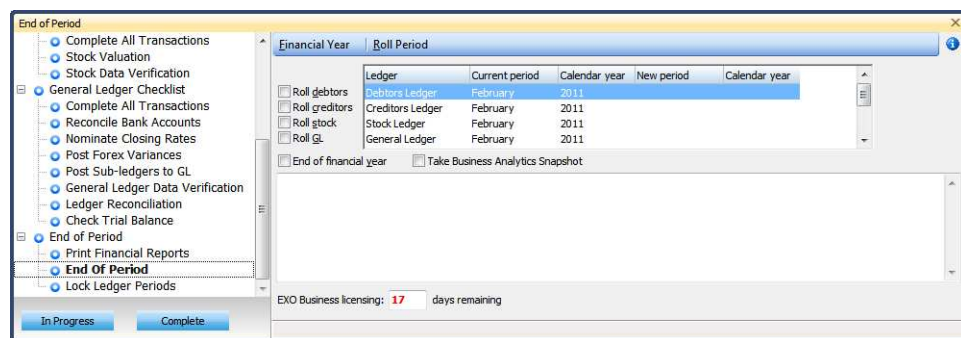 End of Period
Complete All Transactions
Stock Valuation
Stock Data Verification
General Ledger Checklist
Complete All Transactions
Reconcile Bank Accounts
Nominate Closing Rates
Post Forex Variances
Post Sub-ledgers to GL
General Ledger Data Verification
Ledger Reconciliation
Check Trial Balance
End of Period
Print Financial Reports
End Of Period
Lock Ledger Periods
In Progress Complete
Financial Year Roll Period
Ledger Current period Calendar year New period Calendar year
Roll debtors Debtors Ledger February 2011
Roll creditors Creditors Ledger February 2011
Roll stock Stock Ledger February 2011
Roll GL General Ledger February 2011
End of financial year Take Business Analytics Snapshot
EXO Business licensing: 17 days remaining